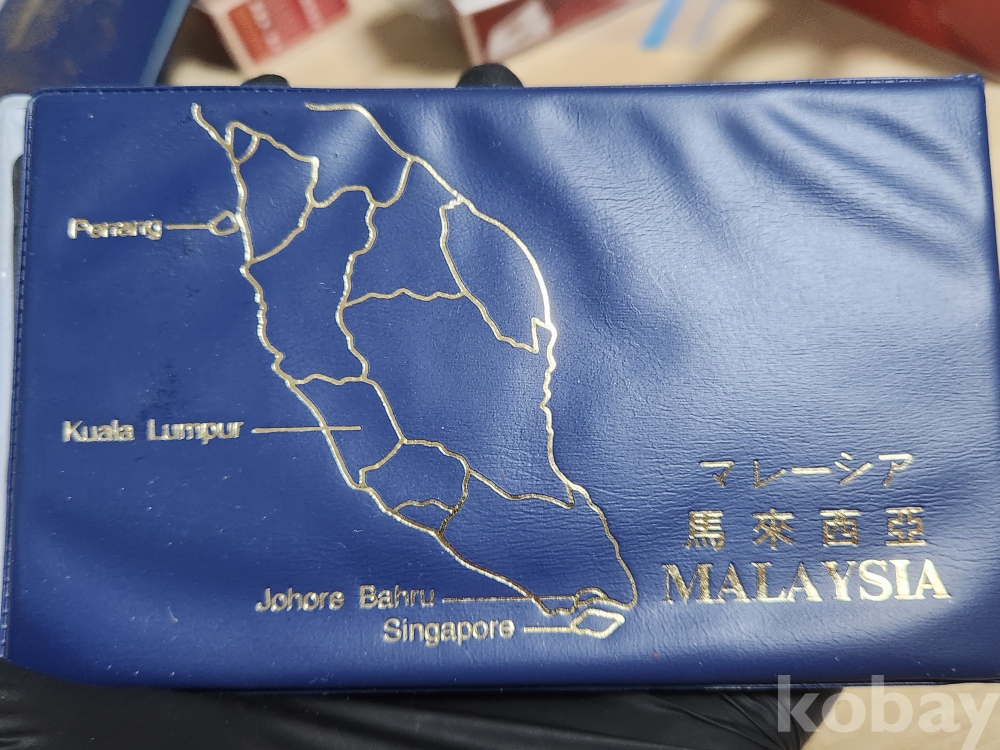 Penang
Kuala Lumpur
マレーシア
馬來西亞
MALAYSIA
Johore Bahru
Singapore
kobay